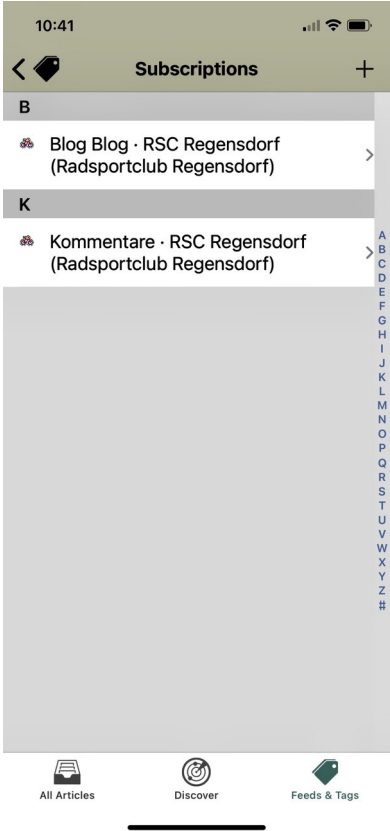 10:41
Subscriptions
B
Blog Blog · RSC Regensdorf
(Radsportclub Regensdorf)
K
Kommentare · RSC Regensdorf
(Radsportclub Regensdorf)
A
B
C
D
E
F
G
H
I
J
K
L
M
N
O
P
Q
R
S
T
U
V
W
X
Y
Z
#
All Articles
Discover
Feeds & Tags